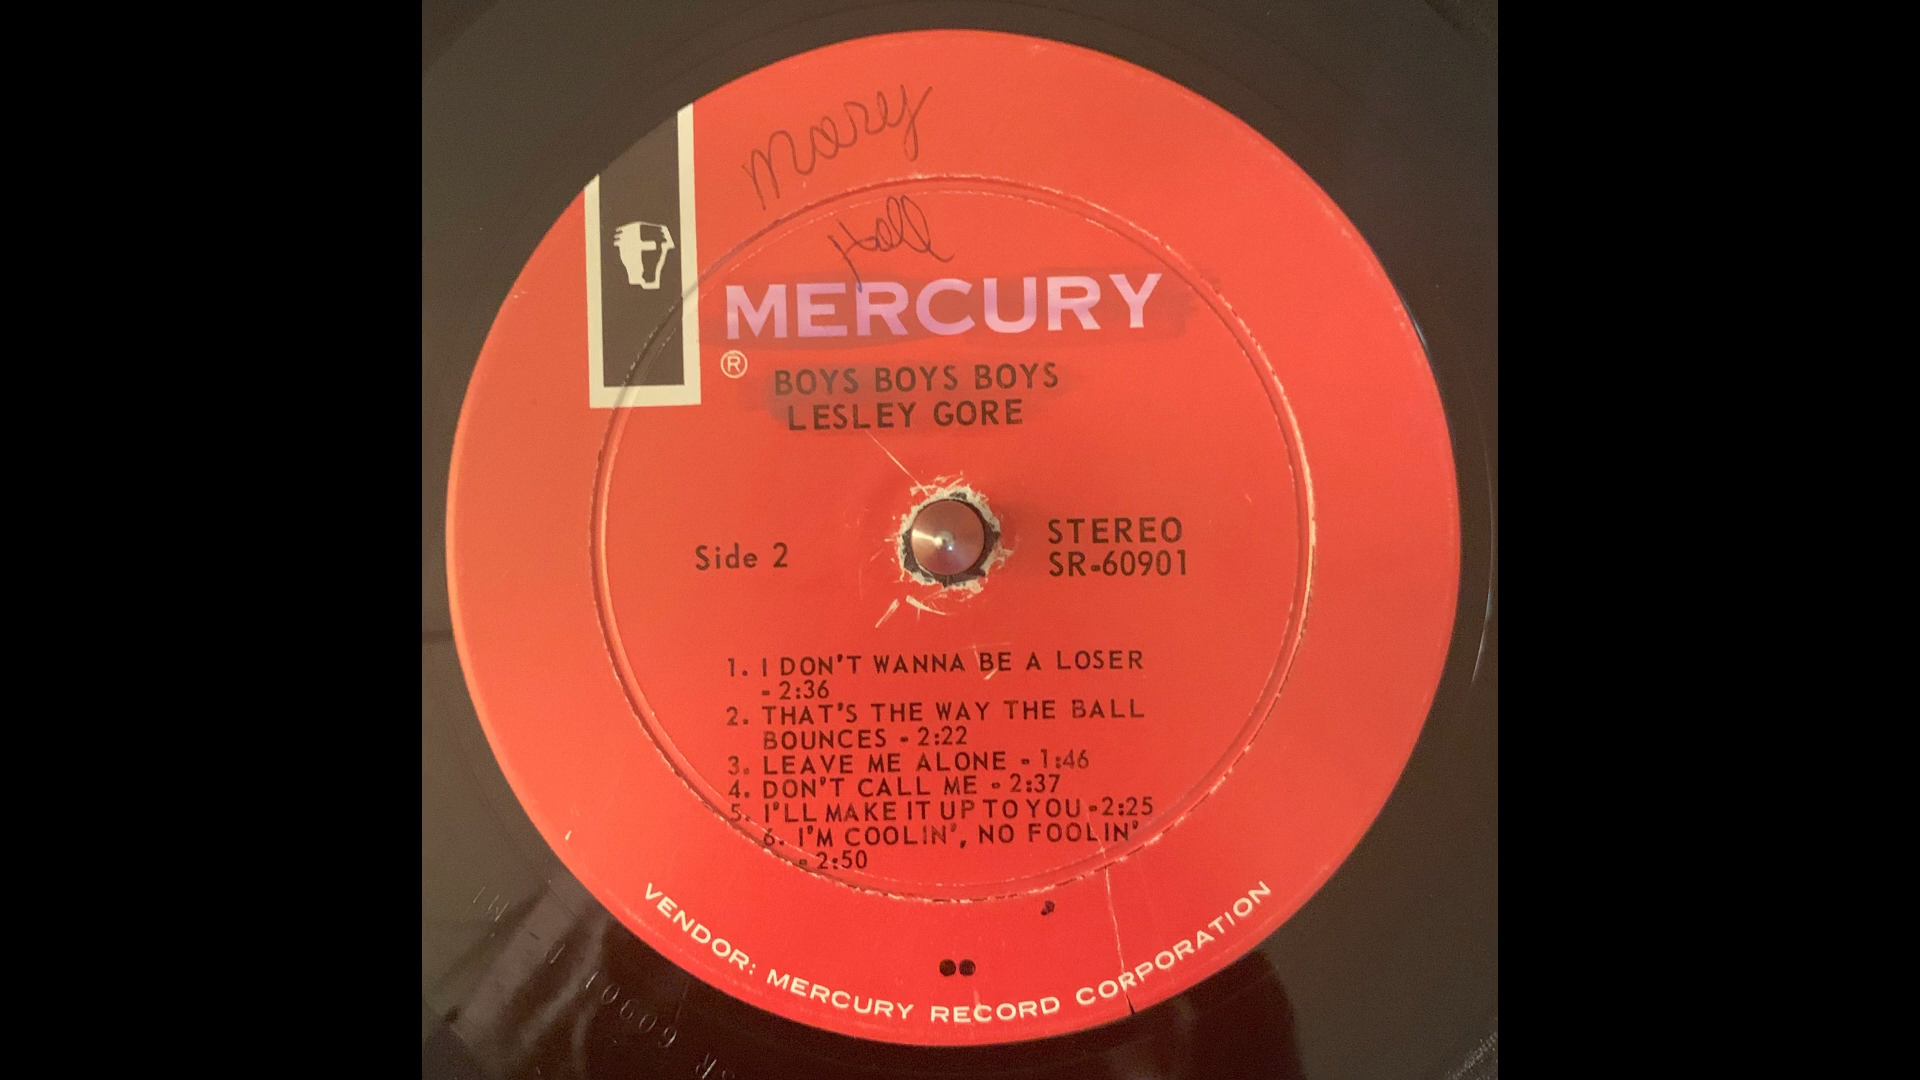 Mary
Hall
MERCURY
®
BOYS BOYS BOYS
LESLEY GORE
Side 2
STEREO
SR-60901
1. I DON'T WANNA BE A LOSER
- 2:36
2. THAT'S THE WAY THE BALL
BOUNCES - 2:22
3. LEAVE ME ALONE - 1:46
4. DON'T CALL ME - 2:37
5. I'LL MAKE IT UP TO YOU - 2:25
6. I'M COOLIN', NO FOOLIN'
- 2:50
VENDOR: MERCURY RECORD CORPORATION